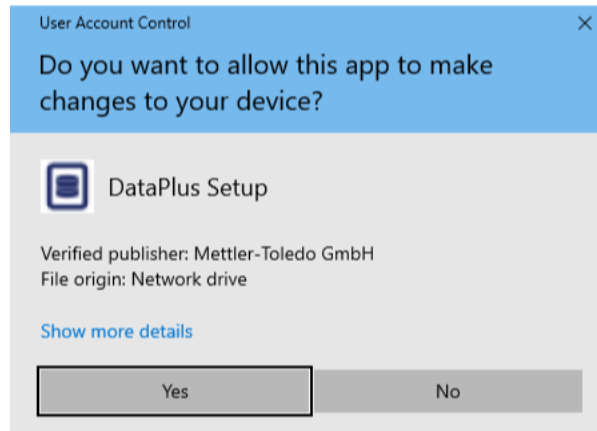 User Account Control
Do you want to allow this app to make
changes to your device?
DataPlus Setup
Verified publisher: Mettler-Toledo GmbH
File origin: Network drive
Show more details
Yes
No